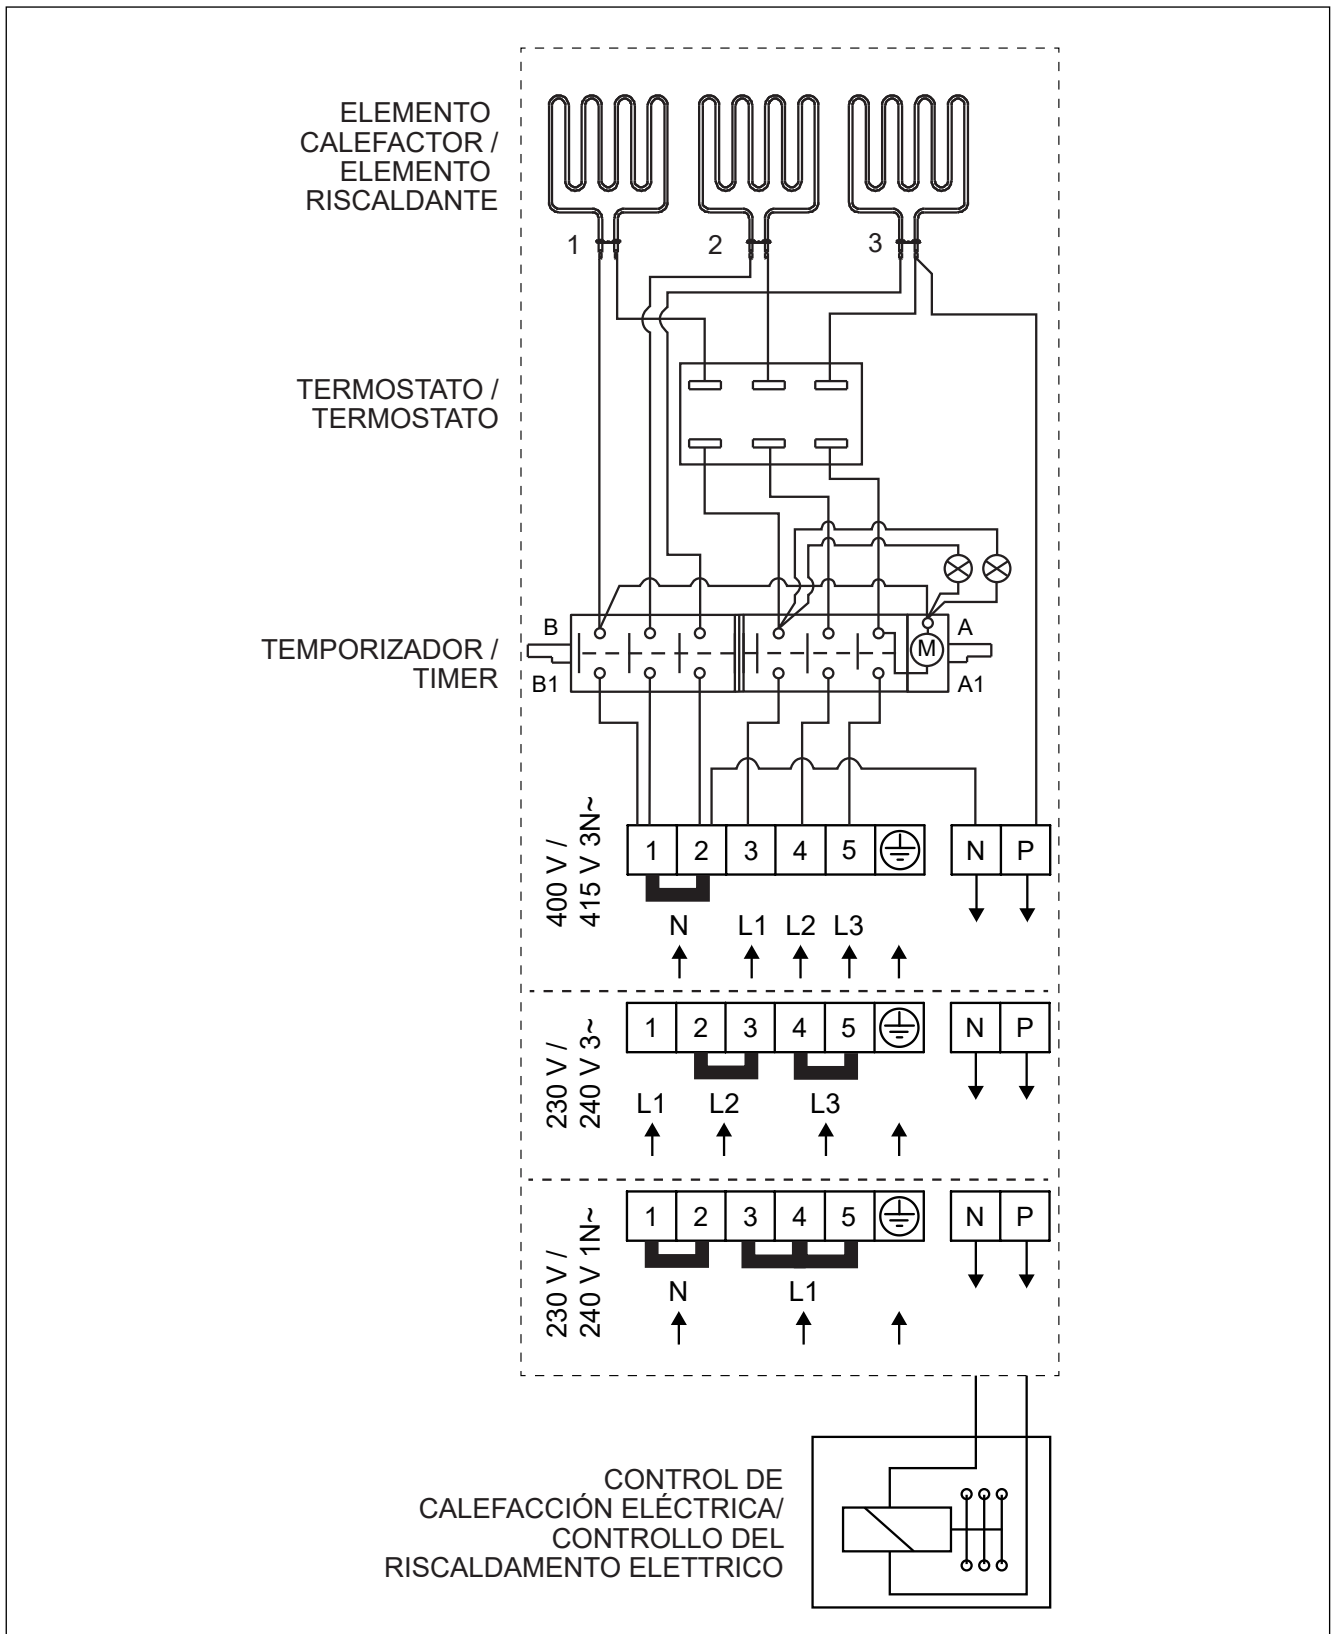 ELEMENTO
CALEFACTOR /
ELEMENTO
RISCALDANTE
1 2 3
TERMOSTATO /
TERMOSTATO
TEMPORIZADOR /
TIMER
B A
M
B1 A1
400 V /
415 V 3N~
1 2 3 4 5 N P
N L1 L2 L3
230 V /
240 V 3~
1 2 3 4 5 N P
L1 L2 L3
230 V /
240 V 1N~
1 2 3 4 5 N P
N L1
CONTROL DE
CALEFACCIÓN ELÉCTRICA/
CONTROLLO DEL
RISCALDAMENTO ELETTRICO